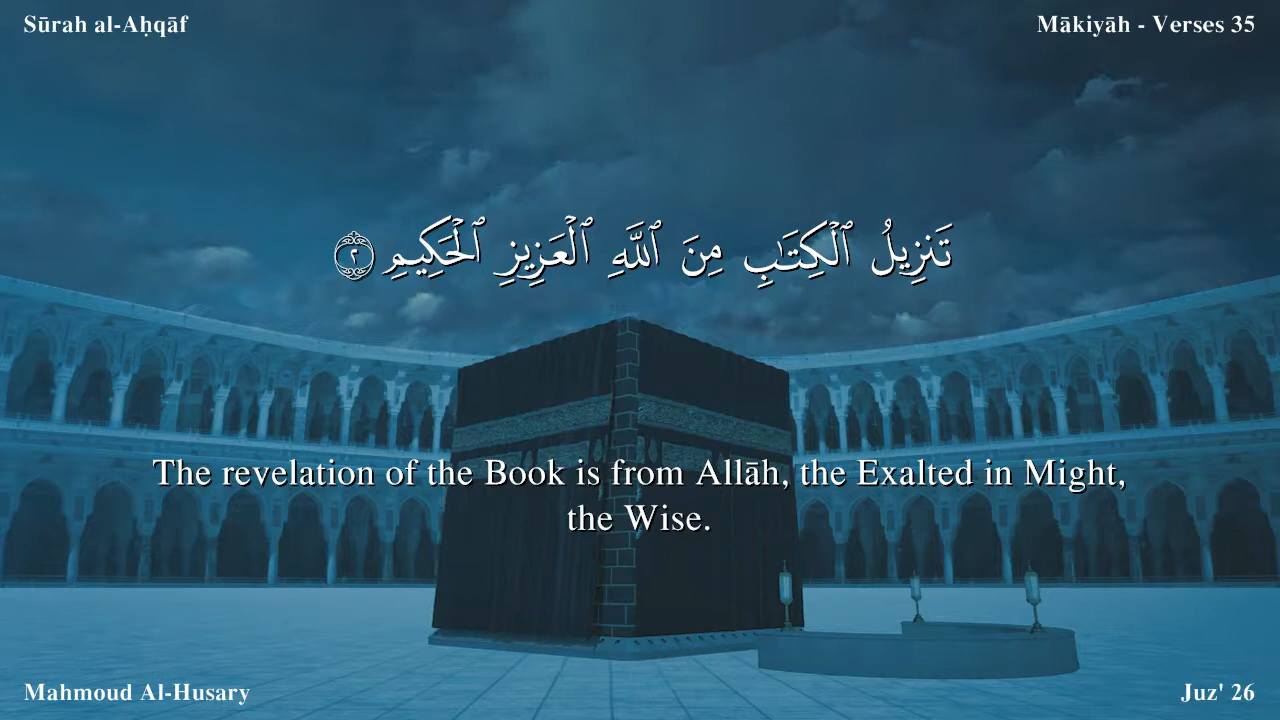 Sūrah al-Aḥqāf
Mākiyāh - Verses 35
تَنزِيلُ ٱلْكِتَـٰبِ مِنَ ٱللَّهِ ٱلْعَزِيزِ ٱلْحَكِيمِ ٢
The revelation of the Book is from Allāh, the Exalted in Might,
the Wise.
Mahmoud Al-Husary
Juz' 26